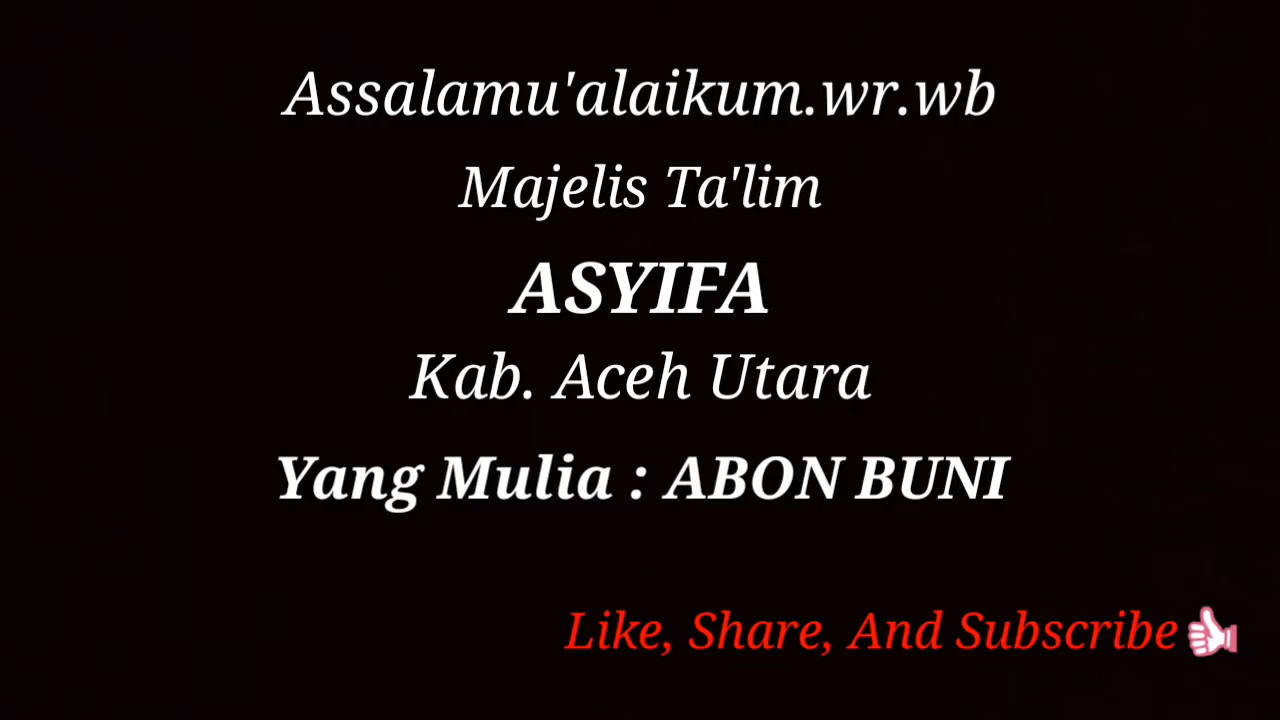 Assalamu'alaikum.wr.wb
Majelis Ta'lim
ASYIFA
Kab. Aceh Utara
Yang Mulia : ABON BUNI
Like, Share, And Subscribe👍